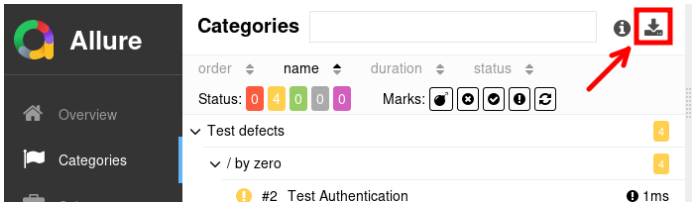 Allure
Categories
order name duration status
Status: 0 4 0 0 0 Marks:
Overview
Test defects 4
Categories
/ by zero 4
#2 Test Authentication 1ms